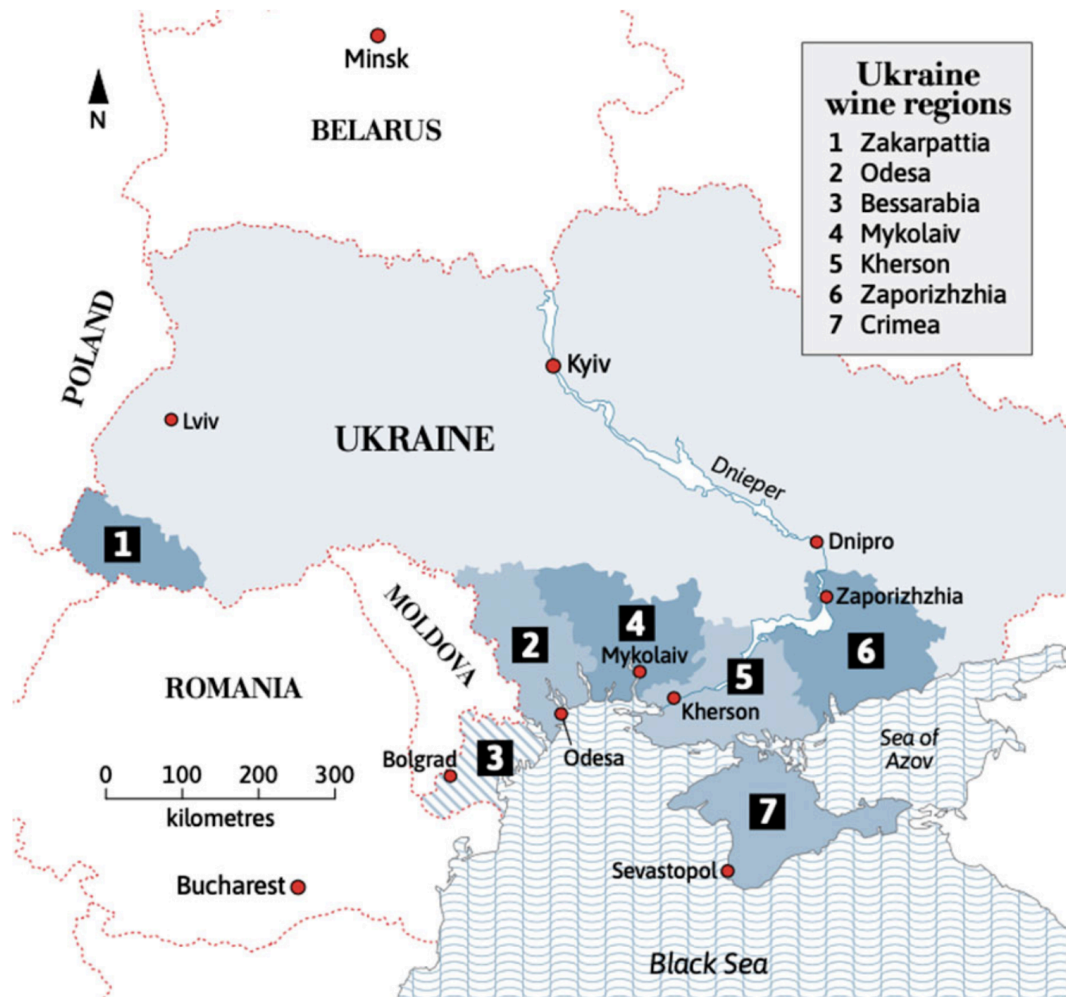 Minsk
N
BELARUS
Ukraine
wine regions
1 Zakarpattia
2 Odesa
3 Bessarabia
4 Mykolaiv
5 Kherson
6 Zaporizhzhia
7 Crimea
POLAND
Kyiv
Lviv
UKRAINE
Dnieper
1
Dnipro
Zaporizhzhia
MOLDOVA
2
4
Mykolaiv
5
6
ROMANIA
Kherson
Sea of
Azov
Bolgrad
3
Odesa
0 100 200 300
kilometres
7
Sevastopol
Bucharest
Black Sea